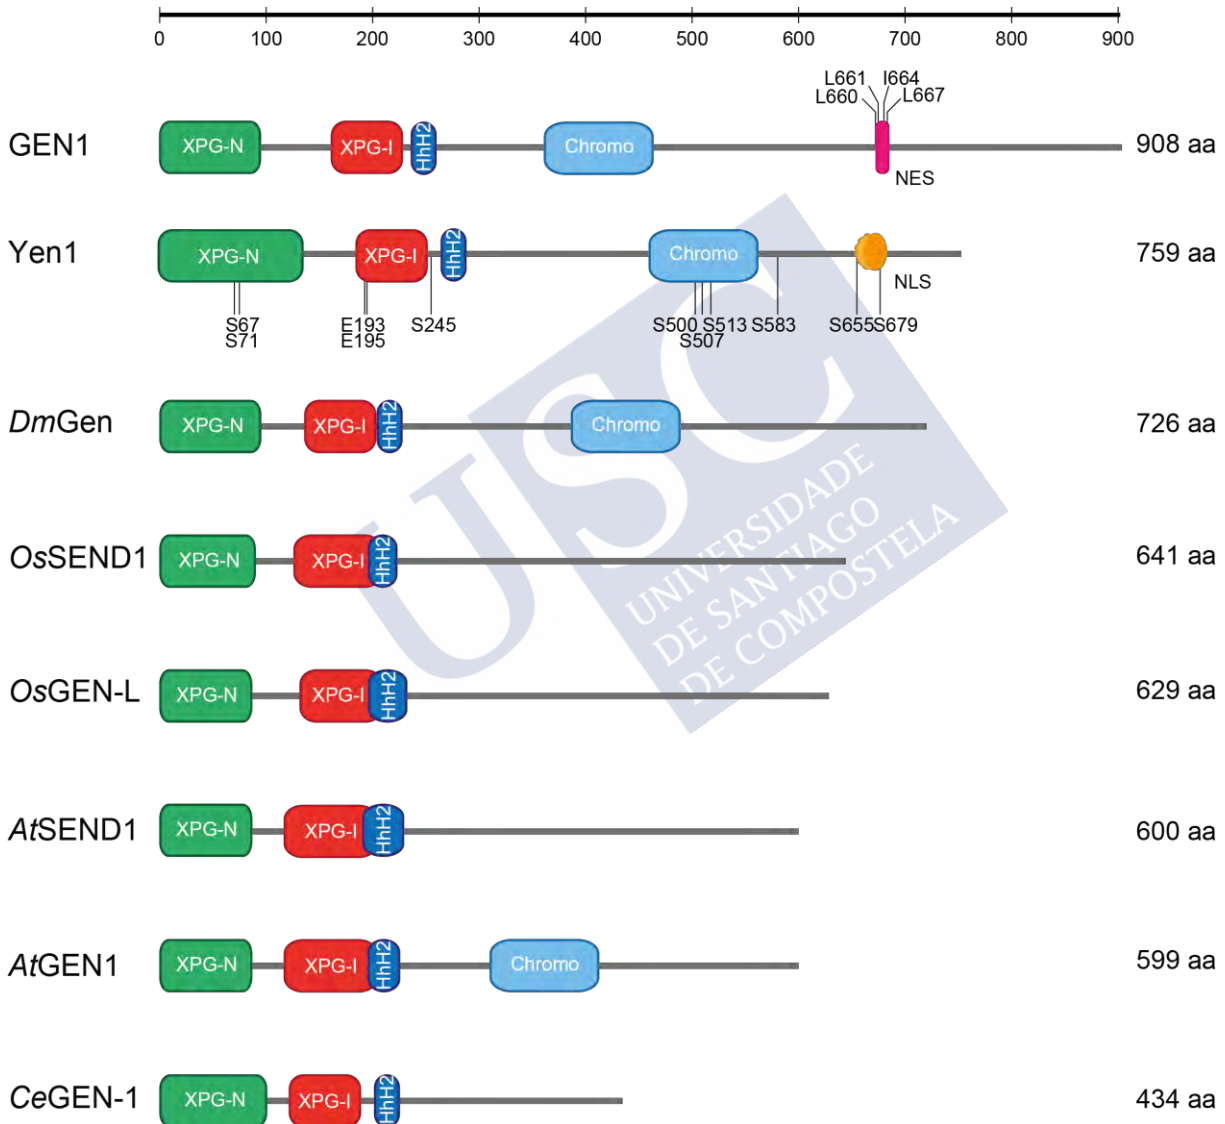 0 100 200 300 400 500 600 700 800 900
L661 I664
L660 L667
GEN1 XPG-N XPG-I HhH2 Chromo 908 aa
NES
Yen1 XPG-N XPG-I HhH2 Chromo 759 aa
NLS
S67 E193 S245 S500 S513 S583 S655 S679
S71 E195 S507
DmGen XPG-N XPG-I HhH2 Chromo 726 aa
USC
UNIVERSIDADE
DE SANTIAGO
DE COMPOSTELA
OsSEND1 XPG-N XPG-I HhH2 641 aa
OsGEN-L XPG-N XPG-I HhH2 629 aa
AtSEND1 XPG-N XPG-I HhH2 600 aa
AtGEN1 XPG-N XPG-I HhH2 Chromo 599 aa
CeGEN-1 XPG-N XPG-I HhH2 434 aa